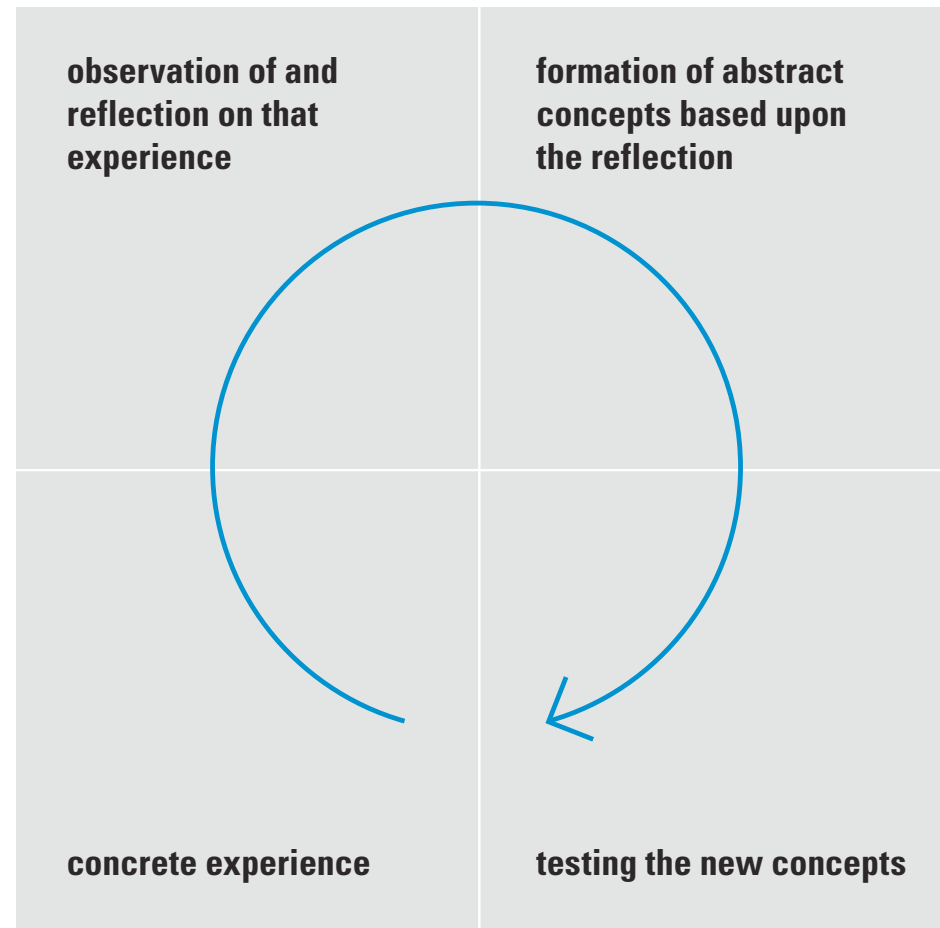 observation of and
reflection on that
experience
formation of abstract
concepts based upon
the reflection
concrete experience
testing the new concepts